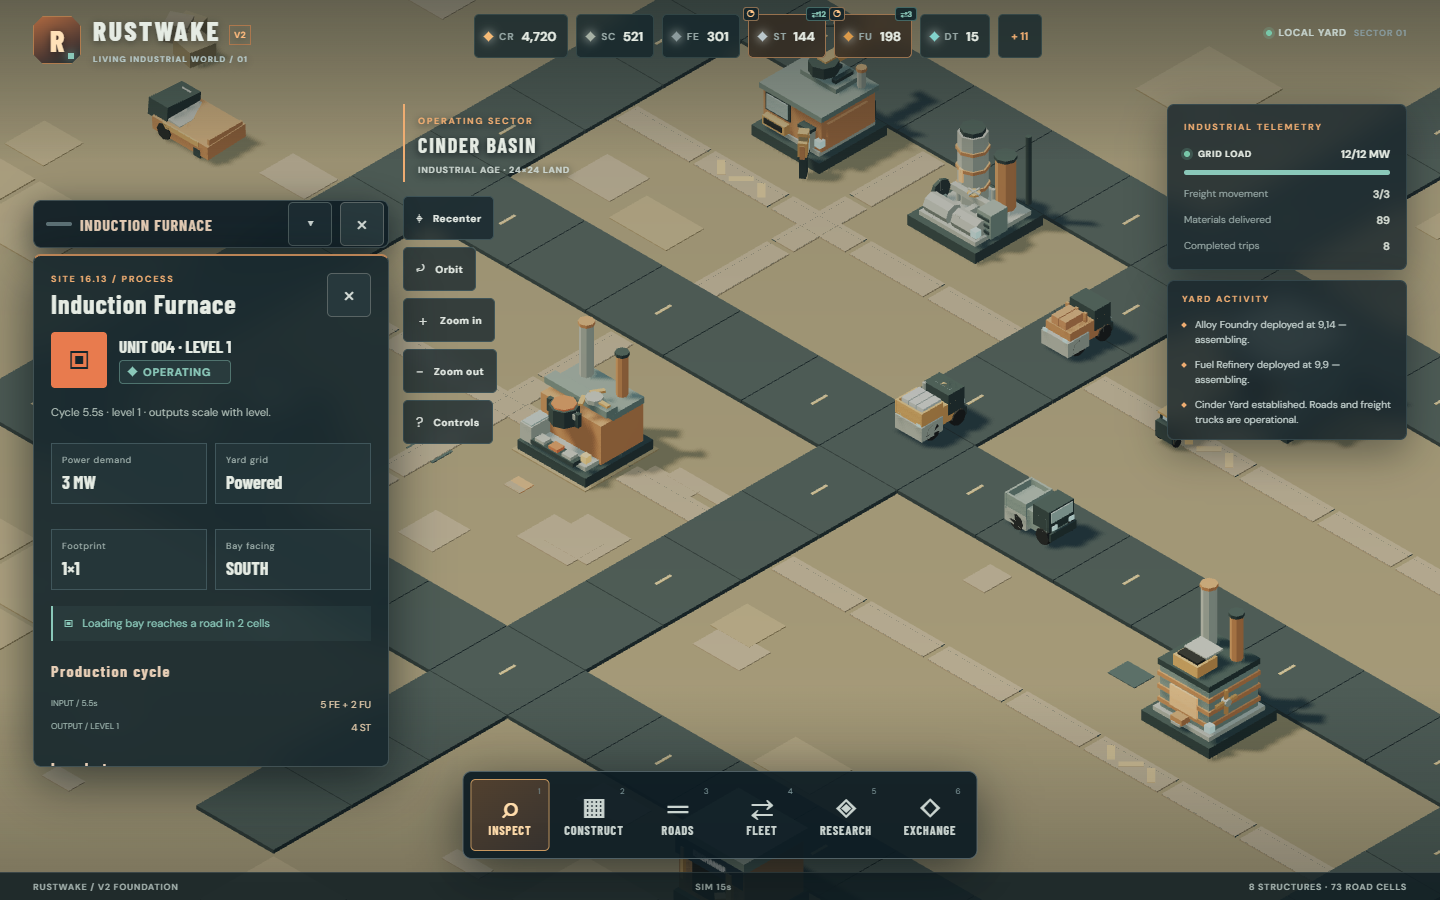 R
RUSTWAKE V2
LIVING INDUSTRIAL WORLD / 01
CR 4,720
SC 521
FE 301
ST 144
⇄12
FU 198
⇄3
DT 15
+ 11
LOCAL YARD SECTOR 01
OPERATING SECTOR
CINDER BASIN
INDUSTRIAL AGE · 24×24 LAND
INDUCTION FURNACE ▼ ✕
SITE 16.13 / PROCESS
Induction Furnace ✕
UNIT 004 · LEVEL 1
◆ OPERATING
Cycle 5.5s · level 1 · outputs scale with level.
Power demand
3 MW
Yard grid
Powered
Footprint
1×1
Bay facing
SOUTH
Loading bay reaches a road in 2 cells
Production cycle
INPUT / 5.5s 5 FE + 2 FU
OUTPUT / LEVEL 1 4 ST
Recenter
Orbit
+ Zoom in
− Zoom out
? Controls
INDUSTRIAL TELEMETRY
GRID LOAD 12/12 MW
Freight movement 3/3
Materials delivered 89
Completed trips 8
YARD ACTIVITY
Alloy Foundry deployed at 9,14 —
assembling.
Fuel Refinery deployed at 9,9 —
assembling.
Cinder Yard established. Roads and freight
trucks are operational.
1
INSPECT
2
CONSTRUCT
3
ROADS
4
FLEET
5
RESEARCH
6
EXCHANGE
RUSTWAKE / V2 FOUNDATION
SIM 15s
8 STRUCTURES · 73 ROAD CELLS